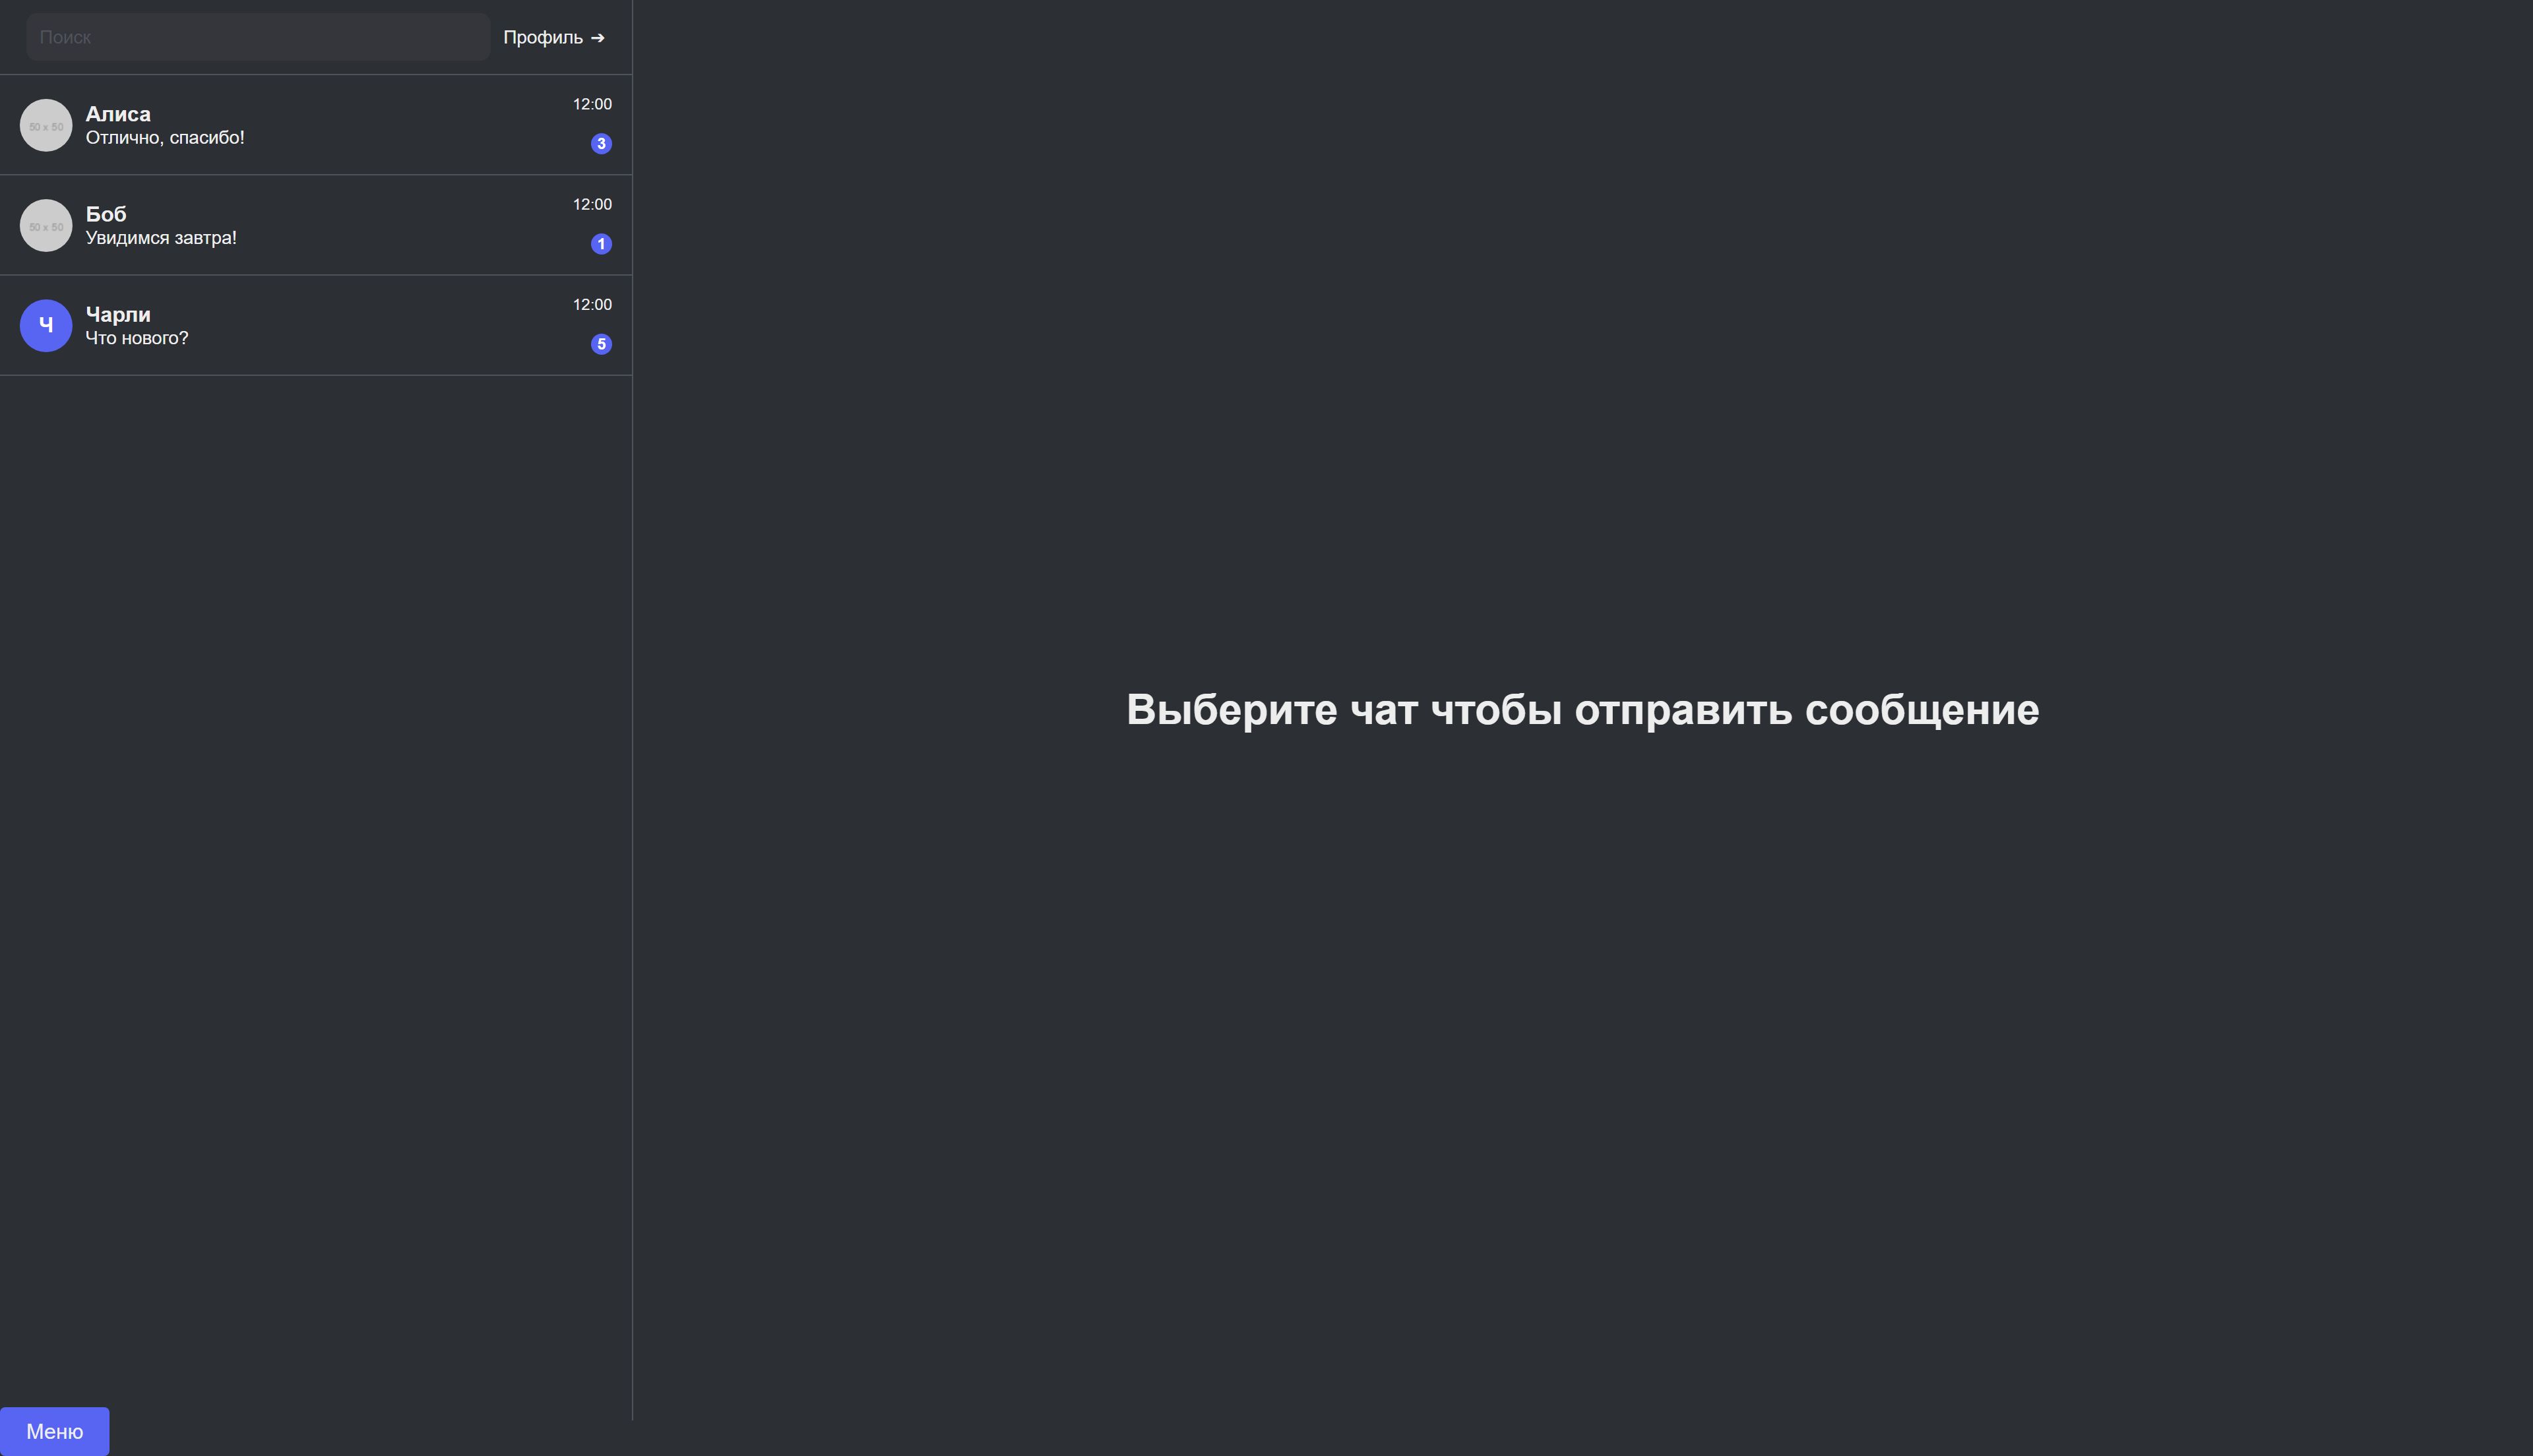 Поиск
Профиль ➔
50 x 50
Алиса
Отлично, спасибо!
12:00
3
50 x 50
Боб
Увидимся завтра!
12:00
1
Ч
Чарли
Что нового?
12:00
5
Выберите чат чтобы отправить сообщение
Меню